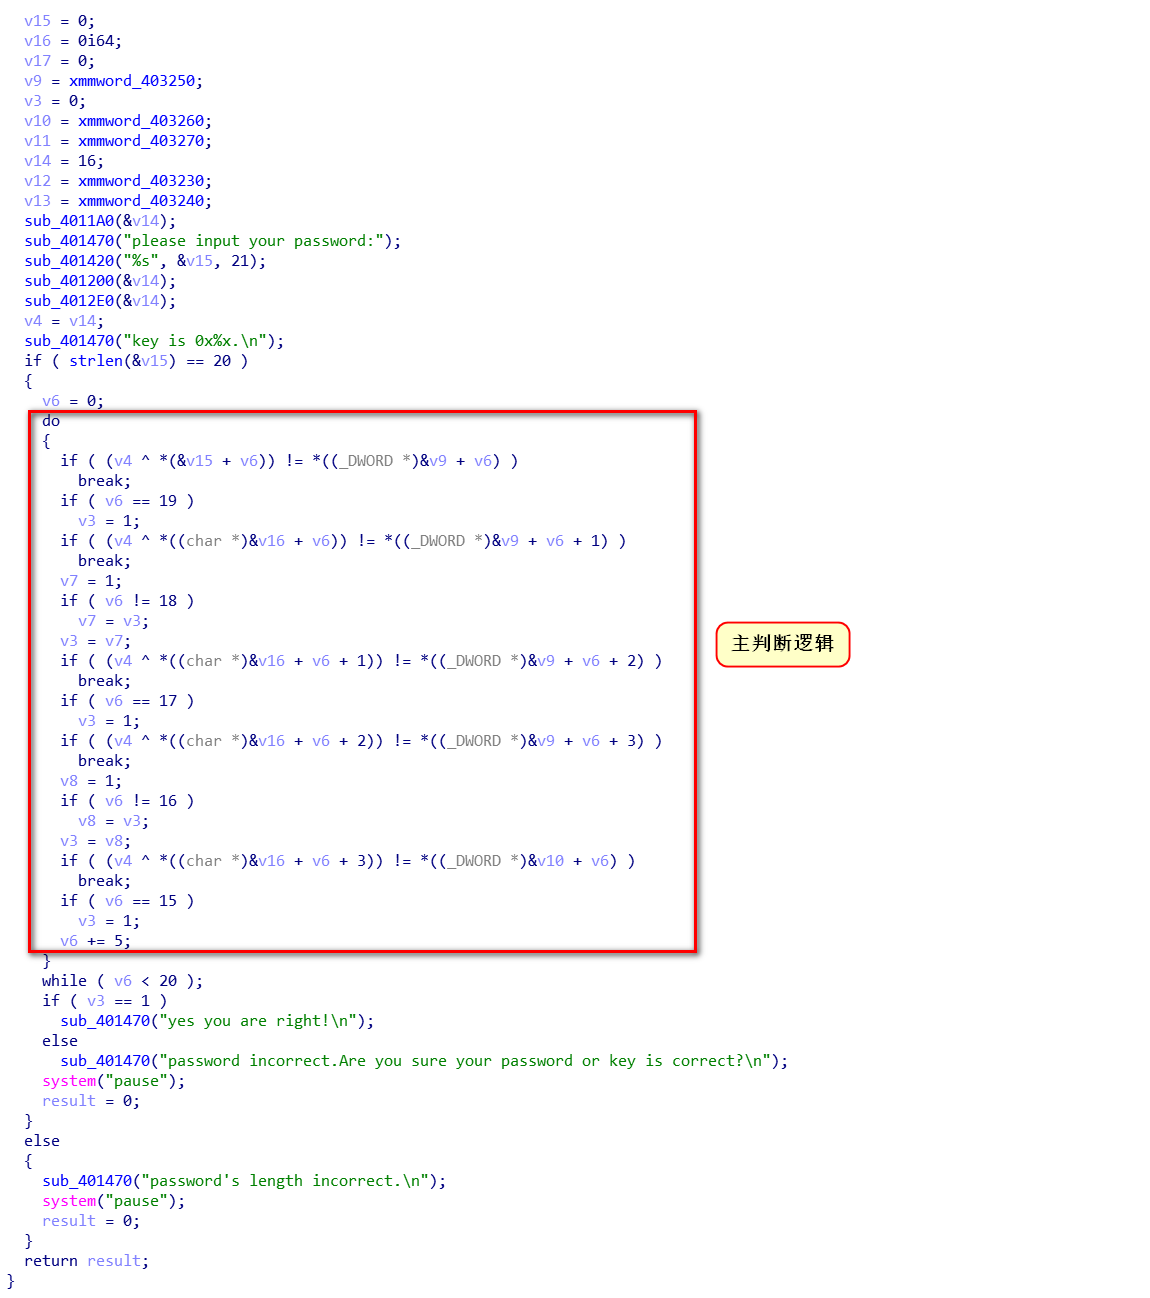 v15 = 0;
v16 = 0i64;
v17 = 0;
v9 = xmmword_403250;
v3 = 0;
v10 = xmmword_403260;
v11 = xmmword_403270;
v14 = 16;
v12 = xmmword_403230;
v13 = xmmword_403240;
sub_4011A0(&v14);
sub_401470("please input your password:");
sub_401420("%s", &v15, 21);
sub_401200(&v14);
sub_4012E0(&v14);
v4 = v14;
sub_401470("key is 0x%x.\n");
if ( strlen(&v15) == 20 )
{
v6 = 0;
do
{
if ( (v4 ^ *(&v15 + v6)) != *((_DWORD *)&v9 + v6) )
break;
if ( v6 == 19 )
v3 = 1;
if ( (v4 ^ *((char *)&v16 + v6)) != *((_DWORD *)&v9 + v6 + 1) )
break;
v7 = 1;
if ( v6 != 18 )
v7 = v3;
v3 = v7;
主判断逻辑
if ( (v4 ^ *((char *)&v16 + v6 + 1)) != *((_DWORD *)&v9 + v6 + 2) )
break;
if ( v6 == 17 )
v3 = 1;
if ( (v4 ^ *((char *)&v16 + v6 + 2)) != *((_DWORD *)&v9 + v6 + 3) )
break;
v8 = 1;
if ( v6 != 16 )
v8 = v3;
v3 = v8;
if ( (v4 ^ *((char *)&v16 + v6 + 3)) != *((_DWORD *)&v10 + v6) )
break;
if ( v6 == 15 )
v3 = 1;
v6 += 5;
}
while ( v6 < 20 );
if ( v3 == 1 )
sub_401470("yes you are right!\n");
else
sub_401470("password incorrect.Are you sure your password or key is correct?\n");
system("pause");
result = 0;
}
else
{
sub_401470("password's length incorrect.\n");
system("pause");
result = 0;
}
return result;
}